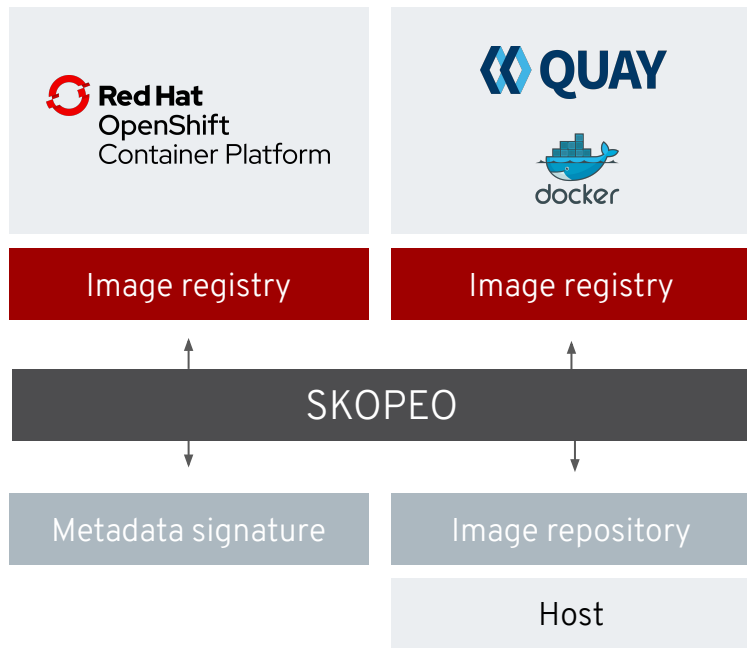 Red Hat
OpenShift
Container Platform
QUAY
docker
Image registry
Image registry
SKOPEO
Metadata signature
Image repository
Host